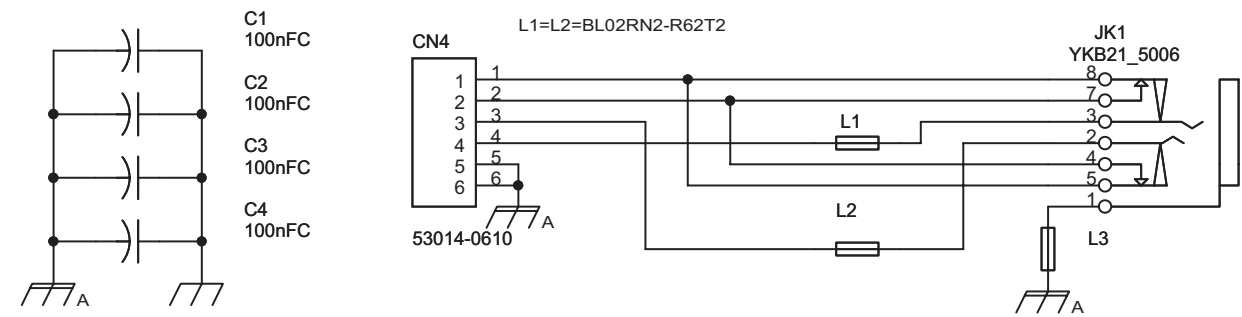 C1
100nFC
C2
100nFC
C3
100nFC
C4
100nFC
A
L1=L2=BL02RN2-R62T2
CN4
1 1
2 2
3 3
4 4
5 5
6 6
A
53014-0610
L1
L2
JK1
YKB21_5006
8
7
3
2
4
5
1
L3
A